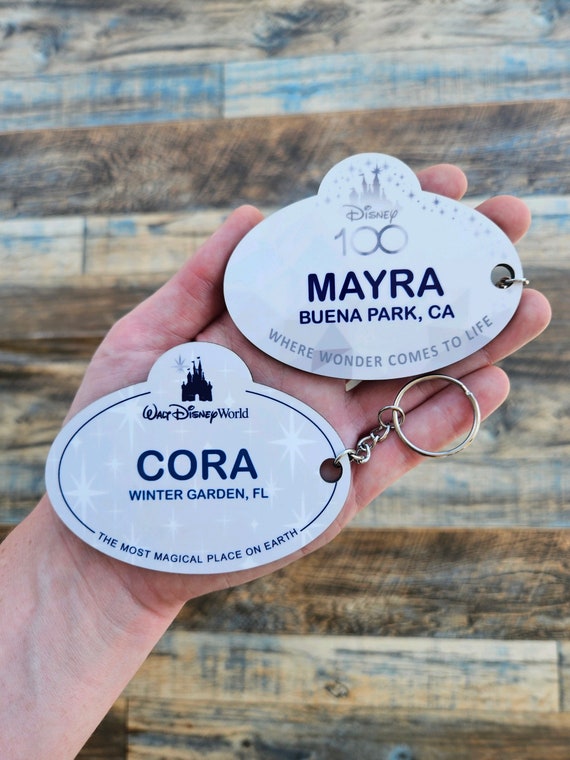 Disney
100
MAYRA
BUENA PARK, CA
WHERE WONDER COMES TO LIFE
Walt Disney World
CORA
WINTER GARDEN, FL
THE MOST MAGICAL PLACE ON EARTH